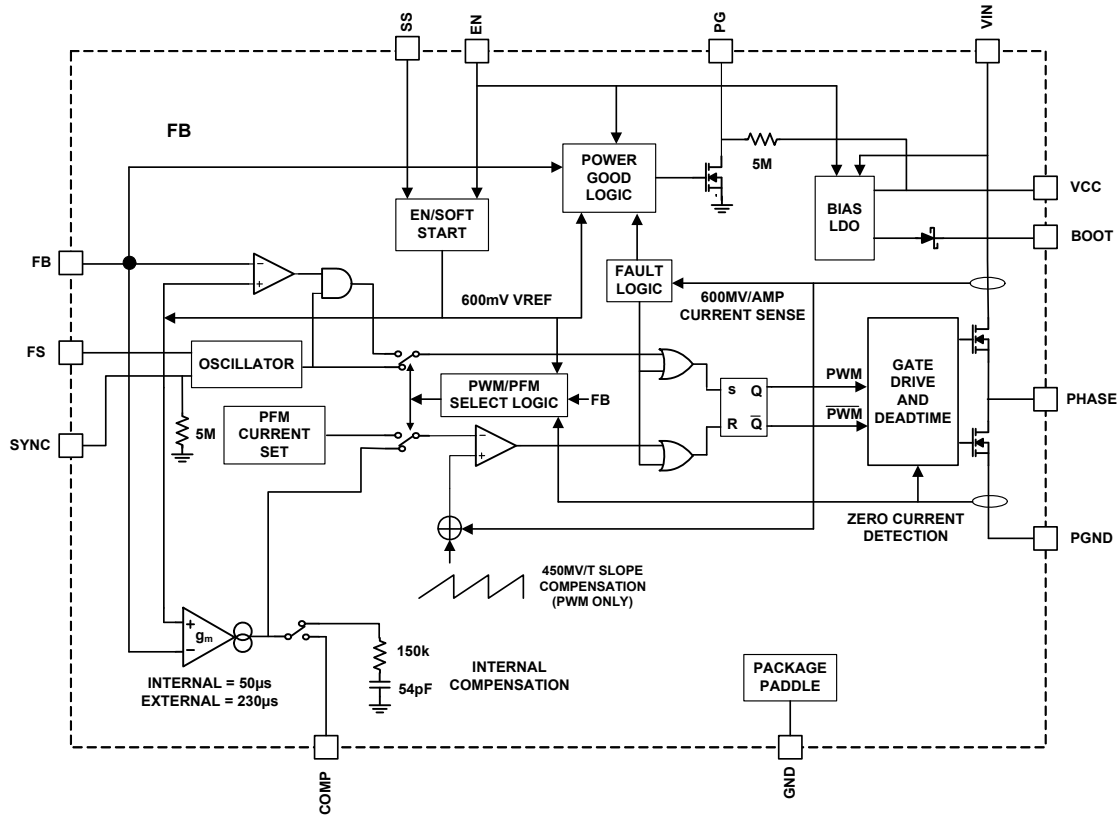 SS
EN
PG
VIN
FB
POWER
GOOD
LOGIC
5M
BIAS
LDO
VCC
BOOT
EN/SOFT
START
FB
FAULT
LOGIC
600mV VREF
600MV/AMP
CURRENT SENSE
FS
OSCILLATOR
PWM/PFM
SELECT LOGIC
FB
S Q
R Q
PWM
PWM
GATE
DRIVE
AND
DEADTIME
PHASE
SYNC
5M
PFM
CURRENT
SET
ZERO CURRENT
DETECTION
PGND
450MV/T SLOPE
COMPENSATION
(PWM ONLY)
gm
150k
54pF
INTERNAL
COMPENSATION
INTERNAL = 50µs
EXTERNAL = 230µs
PACKAGE
PADDLE
COMP
GND